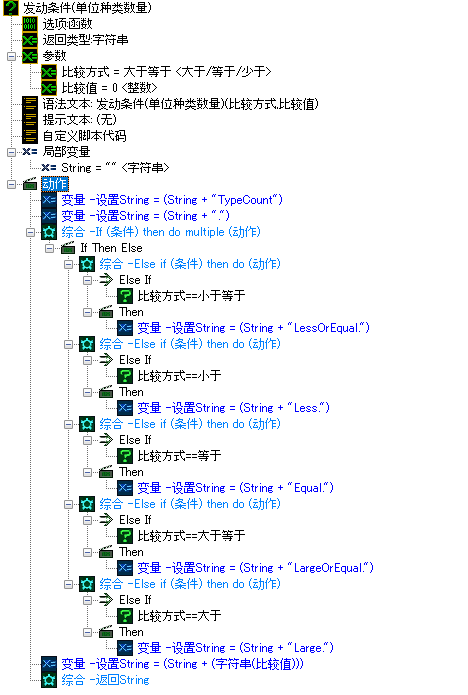 发动条件(单位种类数量)
选项:函数
返回类型:字符串
参数
比较方式 = 大于等于 <大于/等于/少于>
比较值 = 0 <整数>
语法文本: 发动条件(单位种类数量)(比较方式,比较值)
提示文本: (无)
自定义脚本代码
局部变量
String = "" <字符串>
动作
变量 -设置String = (String + "TypeCount")
变量 -设置String = (String + ".")
综合 -If (条件) then do multiple (动作)
If Then Else
综合 -Else if (条件) then do (动作)
Else If
比较方式==小于等于
Then
变量 -设置String = (String + "LessOrEqual.")
综合 -Else if (条件) then do (动作)
Else If
比较方式==小于
Then
变量 -设置String = (String + "Less.")
综合 -Else if (条件) then do (动作)
Else If
比较方式==等于
Then
变量 -设置String = (String + "Equal.")
综合 -Else if (条件) then do (动作)
Else If
比较方式==大于等于
Then
变量 -设置String = (String + "LargeOrEqual.")
综合 -Else if (条件) then do (动作)
Else If
比较方式==大于
Then
变量 -设置String = (String + "Large.")
变量 -设置String = (String + (字符串(比较值)))
综合 -返回String